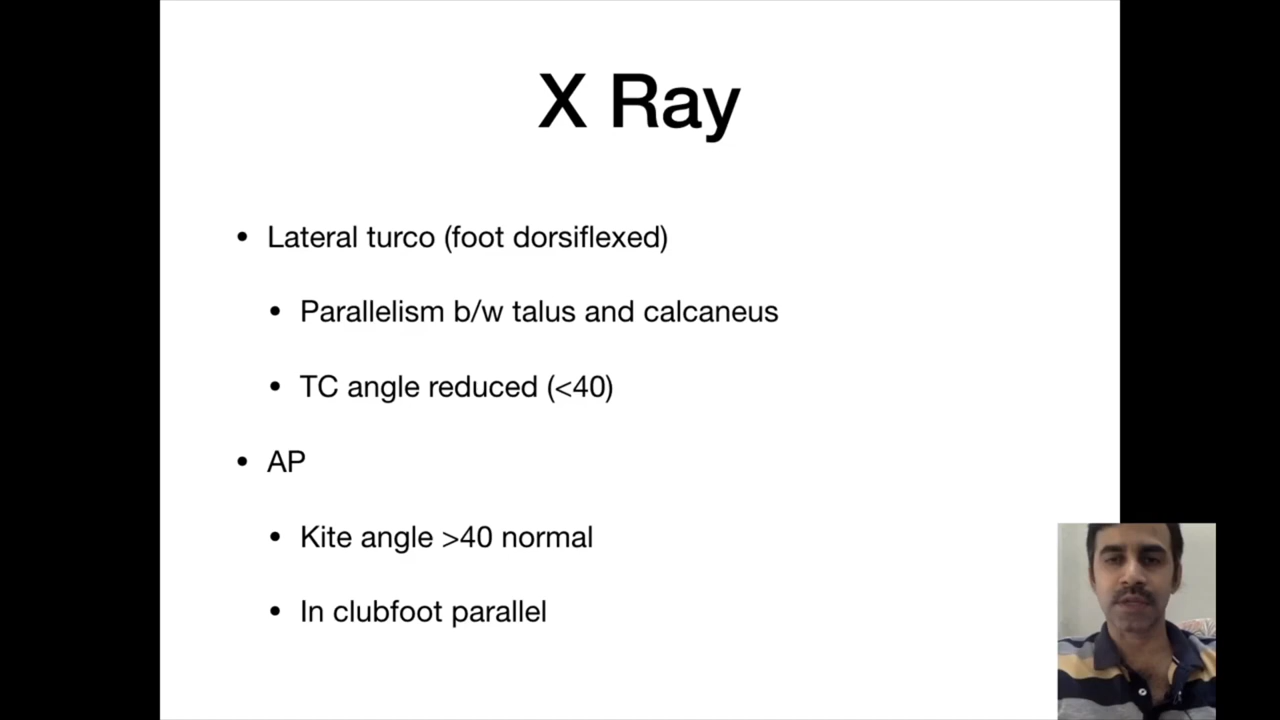 X Ray
• Lateral turco (foot dorsiflexed)
• Parallelism b/w talus and calcaneus
• TC angle reduced (<40)
• AP
• Kite angle >40 normal
• In clubfoot parallel